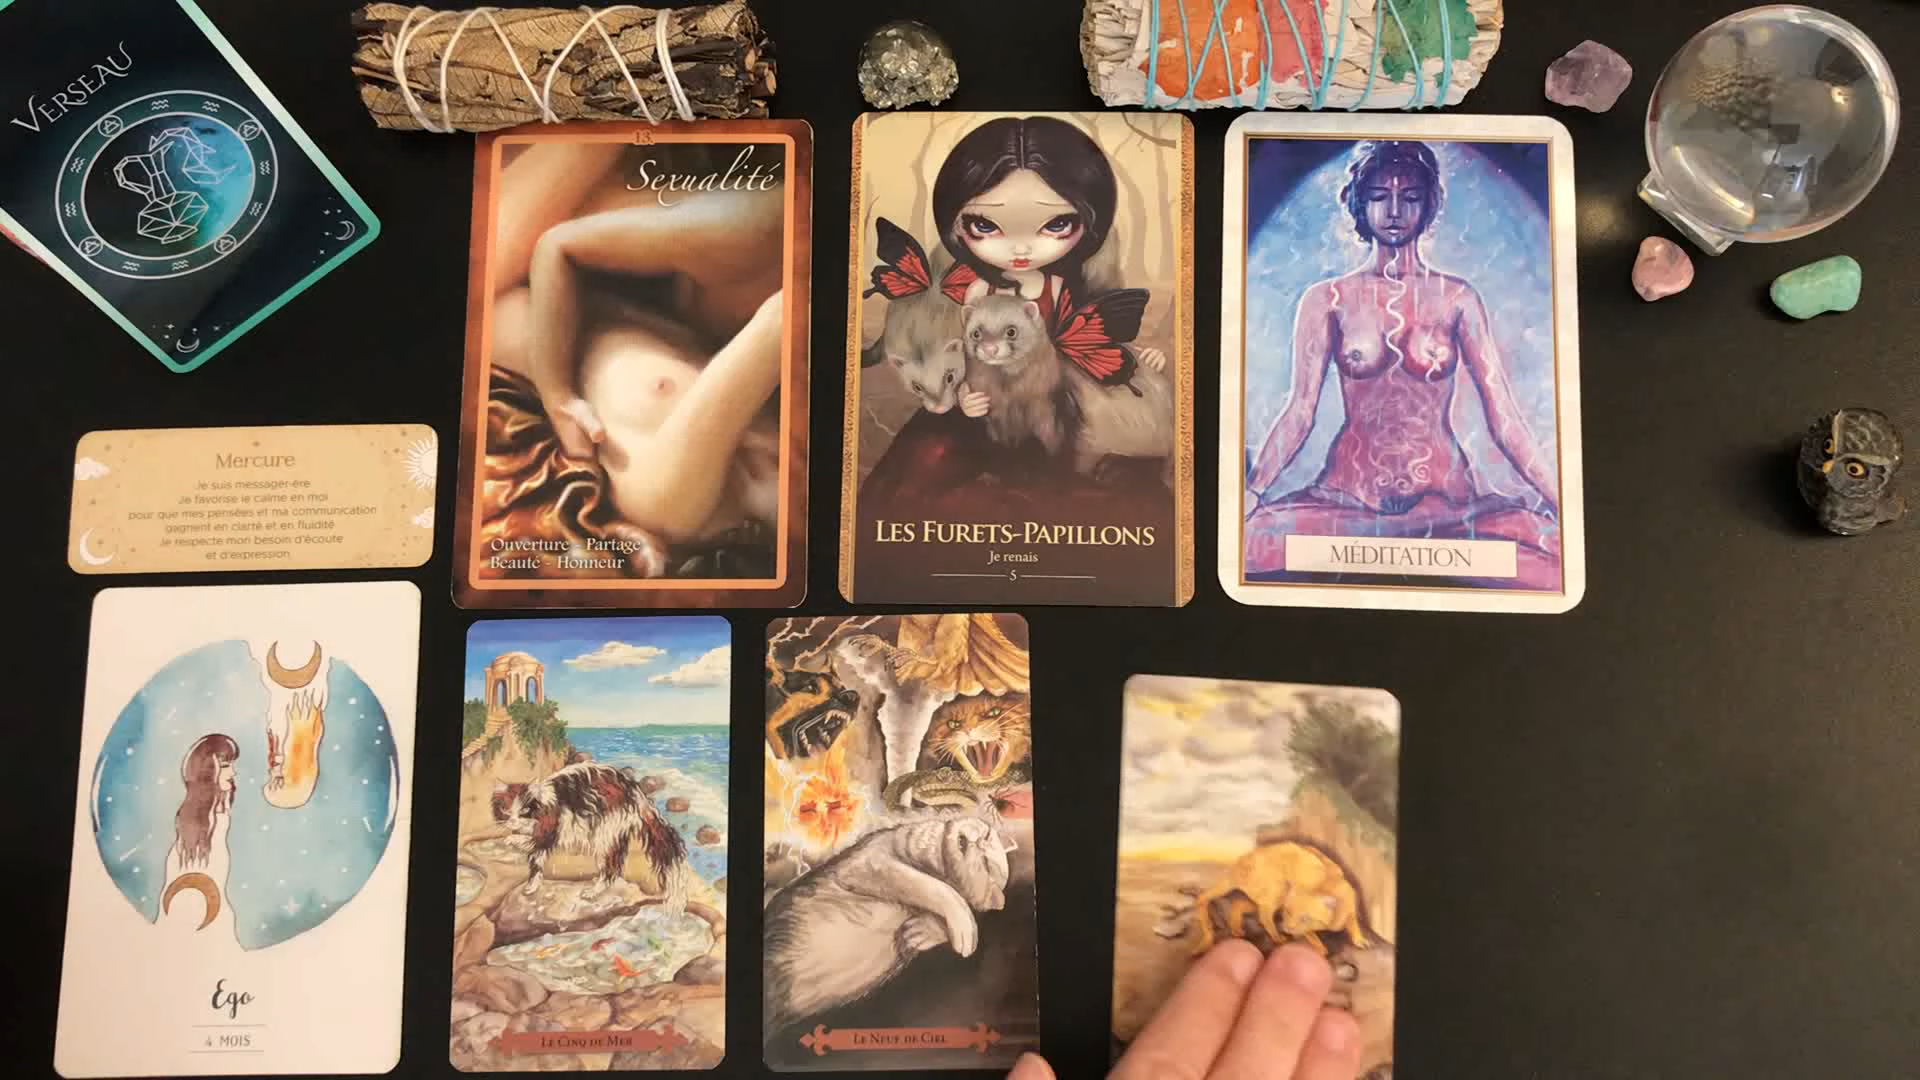 VERSEAU
13.
Sexualité
Ouverture - Partage
Beauté - Honneur
LES FURETS-PAPILLONS
Je renais
5
MÉDITATION
Mercure
Je suis messager·ère
Je favorise le calme en moi
pour que mes pensées et ma communication
gagnent en clarté et en fluidité
Je respecte mon besoin d'écoute
et d'expression
Ego
4 MOIS
LE CINQ DE MER
LE NEUF DE CIEL